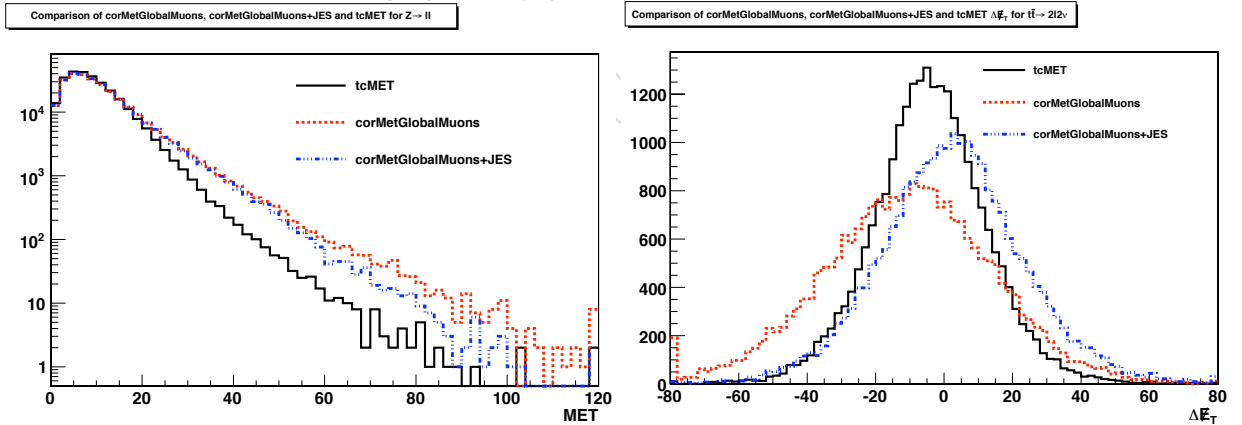 Comparison of corMetGlobalMuons, corMetGlobalMuons+JES and tcMET for Z→ ll
tcMET
corMetGlobalMuons
corMetGlobalMuons+JES
10⁴
10³
10²
10
1
0 20 40 60 80 100 120
MET
Comparison of corMetGlobalMuons, corMetGlobalMuons+JES and tcMET ΔE̸_T for tt̄→ 2l2ν
tcMET
corMetGlobalMuons
corMetGlobalMuons+JES
1200
1000
800
600
400
200
0
-80 -60 -40 -20 0 20 40 60 80
ΔE̸_T